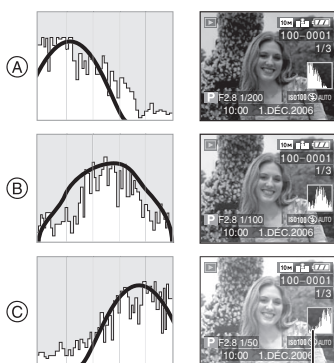 A
10M
100-0001
1/3
P F2.8 1/200 ISO100 AUTO
10:00 1.DEC.2006
B
10M
100-0001
1/3
P F2.8 1/100 ISO100 AUTO
10:00 1.DEC.2006
C
10M
100-0001
1/3
P F2.8 1/50 ISO100 AUTO
10:00 1.DEC.2006